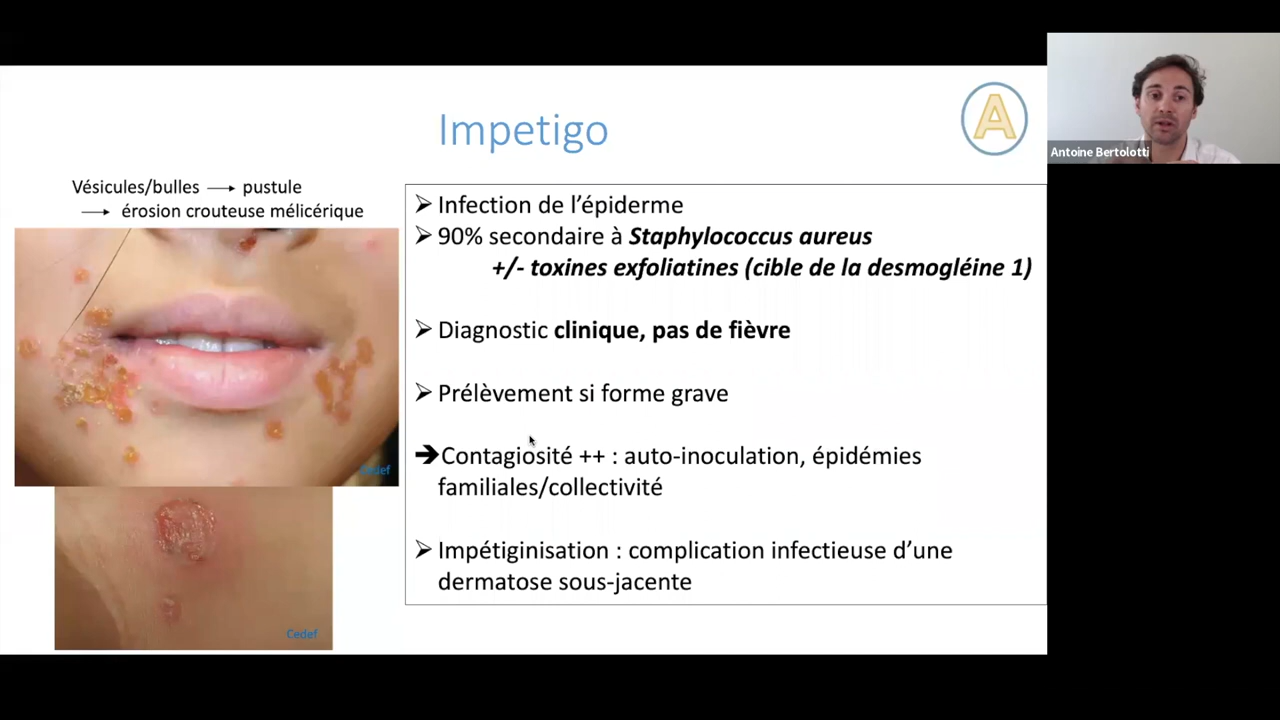 Impetigo
A
Antoine Bertolotti
Vésicules/bulles → pustule
→ érosion crouteuse mélicérique
Cedef
Cedef
➢ Infection de l’épiderme
➢ 90% secondaire à Staphylococcus aureus
+/- toxines exfoliatines (cible de la desmogléine 1)
➢ Diagnostic clinique, pas de fièvre
➢ Prélèvement si forme grave
➔Contagiosité ++ : auto-inoculation, épidémies
familiales/collectivité
➢ Impétiginisation : complication infectieuse d’une
dermatose sous-jacente